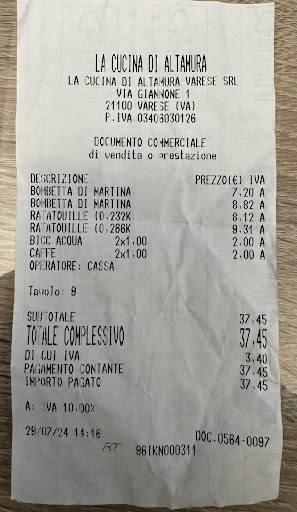 LA CUCINA DI ALTAMURA
LA CUCINA DI ALTAMURA VARESE SRL
VIA GIANNONE 1
21100 VARESE (VA)
P.IVA 03406030126
DOCUMENTO COMMERCIALE
di vendita o prestazione
DESCRIZIONE PREZZO(€) IVA
BOMBETTA DI MARTINA 7,20 A
BOMBETTA DI MARTINA 8,82 A
RATATOUILLE (0,232K 8,12 A
RATATOUILLE (0,266K 9,31 A
BICC ACQUA 2x1,00 2,00 A
CAFFE 2x1,00 2,00 A
OPERATORE: CASSA
Tavolo: 9
SUBTOTALE 37,45
TOTALE COMPLESSIVO 37,45
DI CUI IVA 3,40
PAGAMENTO CONTANTE 37,45
IMPORTO PAGATO 37,45
A: IVA 10,00%
29/07/24 14:16 DOC.0564-0097
RT 96IKN000311